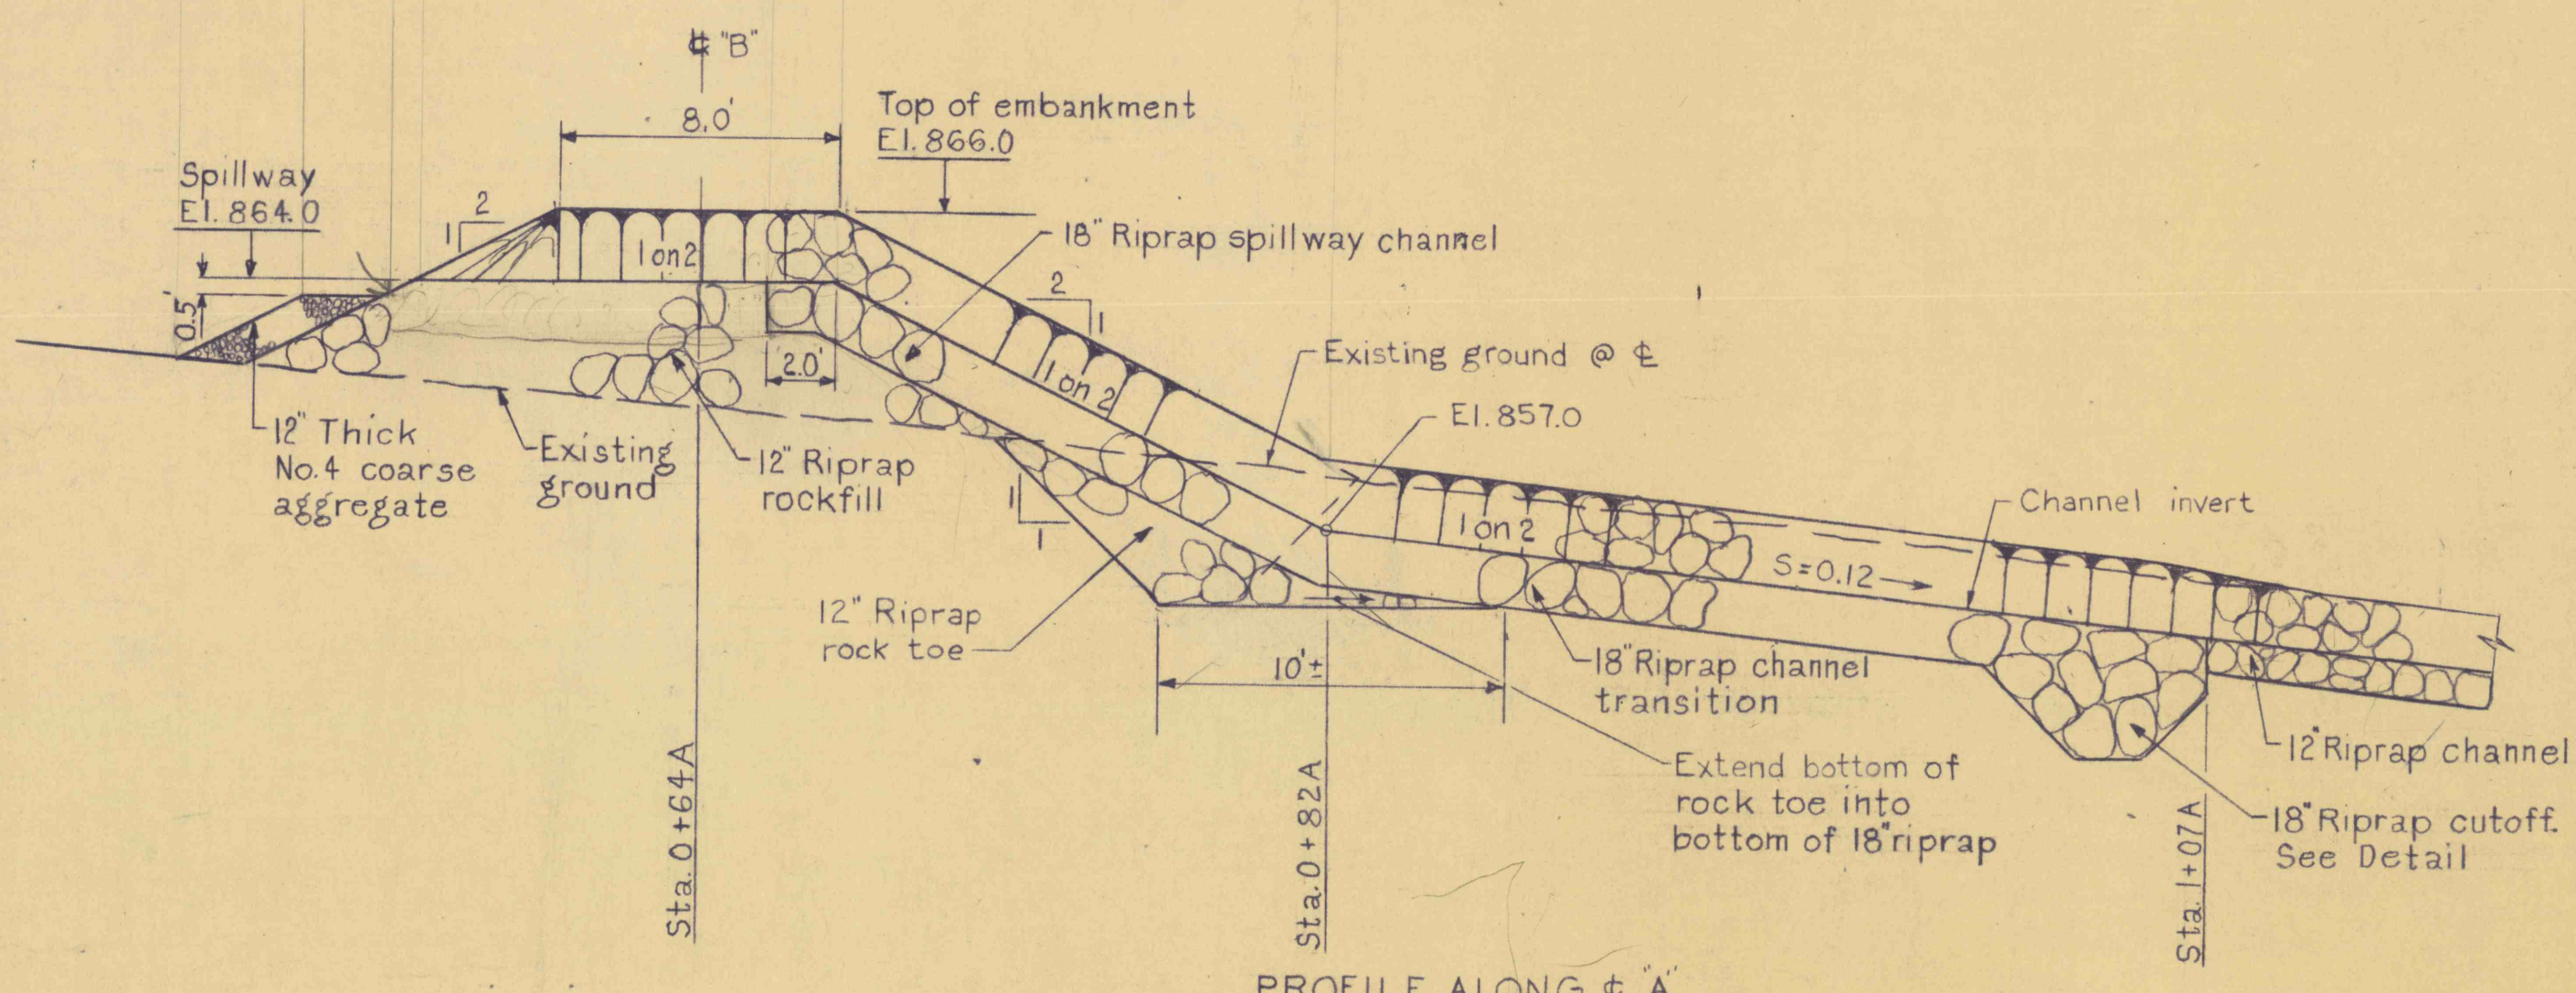 ℄ "B"
8.0'
Top of embankment
El. 866.0
Spillway
El. 864.0
2
1
1 on 2
18" Riprap spillway channel
2
1
0.5'
2.0'
1 on 2
Existing ground @ ℄
El. 857.0
12" Thick
No.4 coarse
aggregate
Existing
ground
12" Riprap
rockfill
1
1
1 on 2
Channel invert
S=0.12
12" Riprap
rock toe
10'±
18" Riprap channel
transition
Extend bottom of
rock toe into
bottom of 18" riprap
12" Riprap channel
18" Riprap cutoff.
See Detail
Sta. 0+64A
Sta. 0+82A
Sta. 1+07A
PROFILE ALONG ℄ "A"